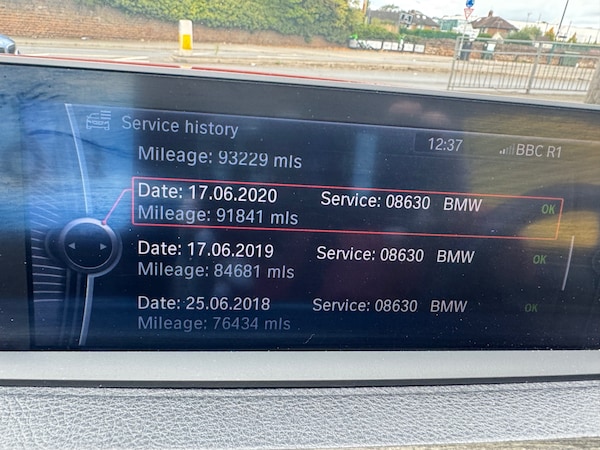 Service history
12:37
BBC R1
Mileage: 93229 mls
Date: 17.06.2020 Service: 08630 BMW OK
Mileage: 91841 mls
Date: 17.06.2019 Service: 08630 BMW OK
Mileage: 84681 mls
Date: 25.06.2018 Service: 08630 BMW OK
Mileage: 76434 mls